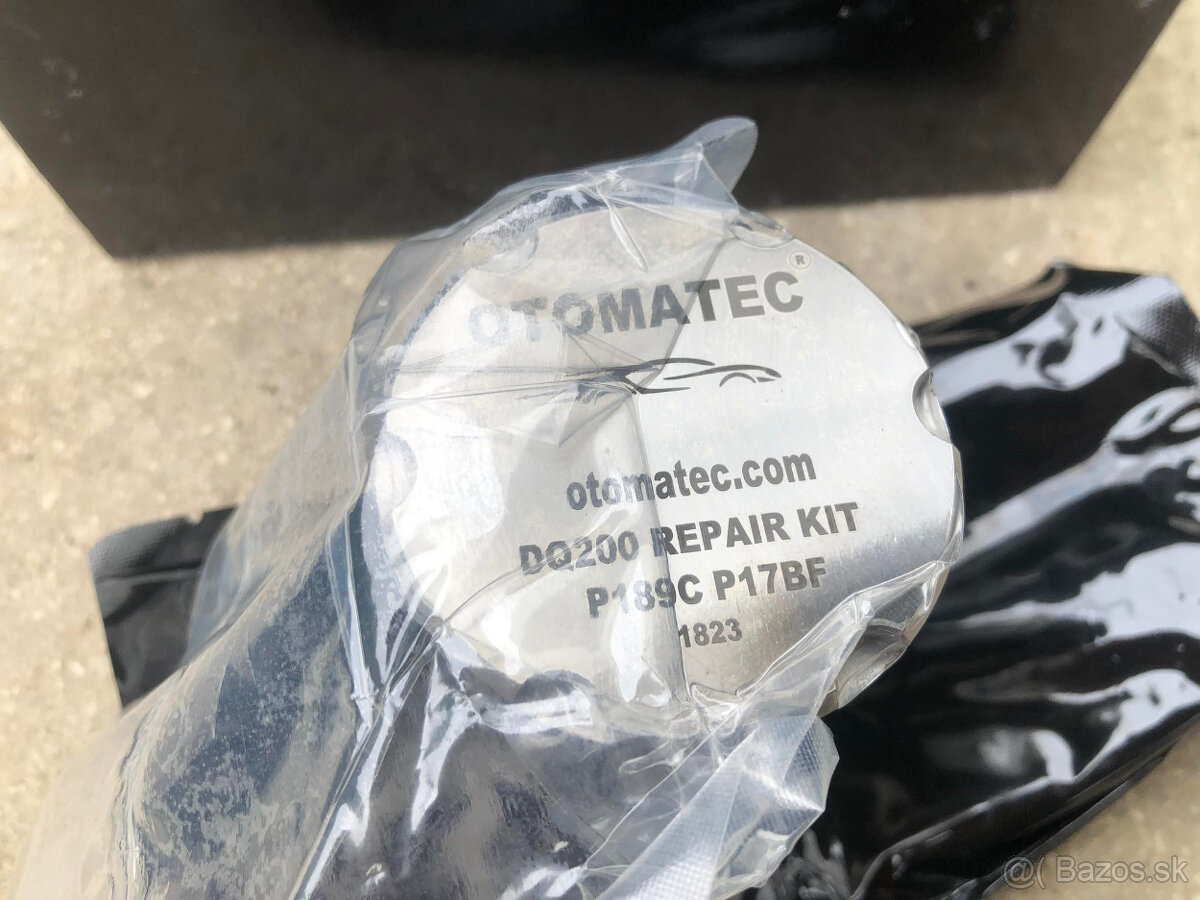 OTOMATEC®
otomatec.com
DQ200 REPAIR KIT
P189C P17BF
1823
@( Bazos.sk